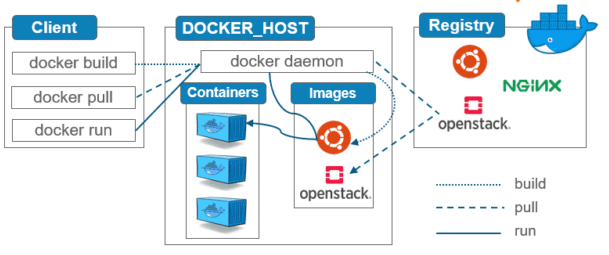 Client
docker build
docker pull
docker run
DOCKER_HOST
docker daemon
Containers
Images
openstack.
Registry
NGINX
openstack.
build
pull
run